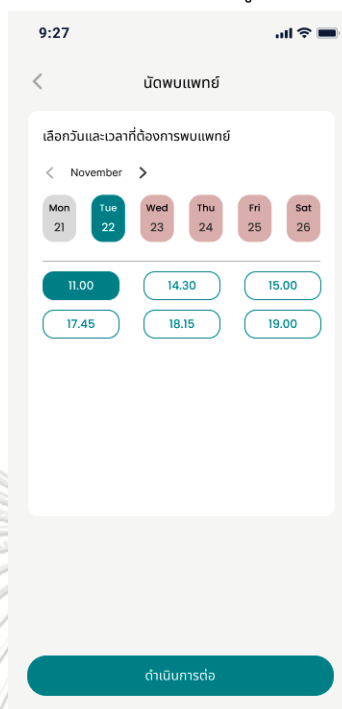 9:27
นัดพบแพทย์
เลือกวันและเวลาที่ต้องการพบแพทย์
November
Mon Tue Wed Thu Fri Sat
21 22 23 24 25 26
11.00 14.30 15.00
17.45 18.15 19.00
ดำเนินการต่อ